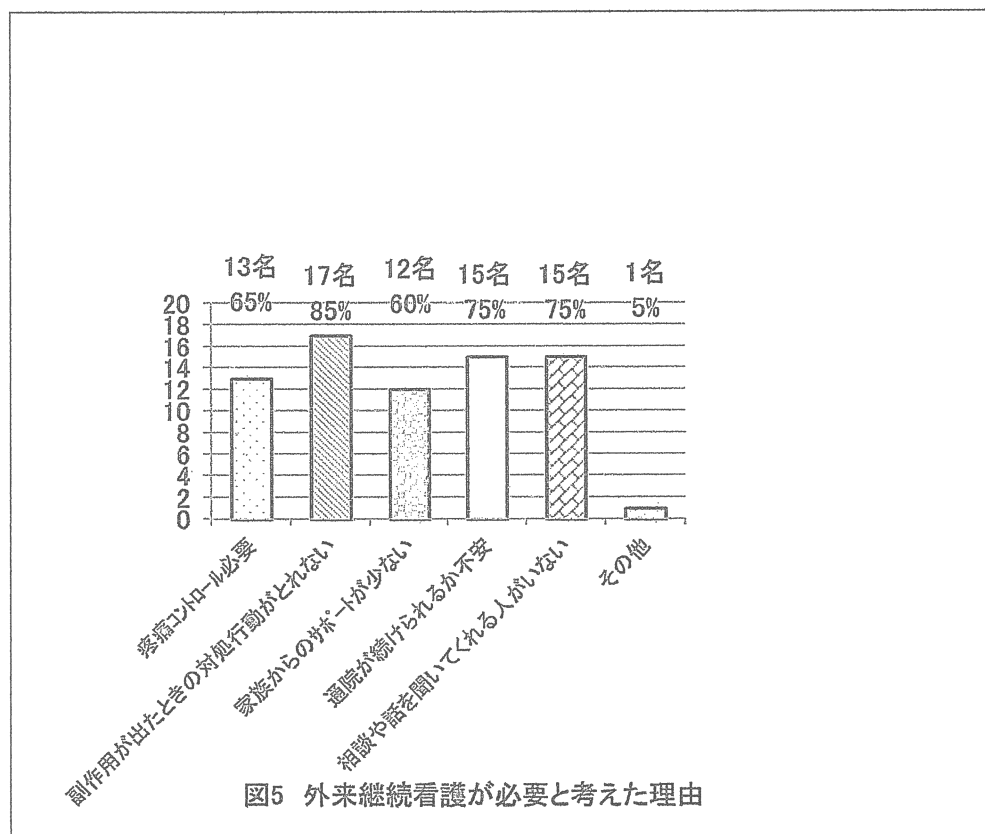 13名 17名 12名 15名 15名 1名
65% 85% 60% 75% 75% 5%
20
18
16
14
12
10
8
6
4
2
0
疼痛コントロール必要
副作用が出たときの対処行動がとれない
家族からのサポートが少ない
通院が続けられるか不安
相談や話を聞いてくれる人がいない
その他
図5 外来継続看護が必要と考えた理由